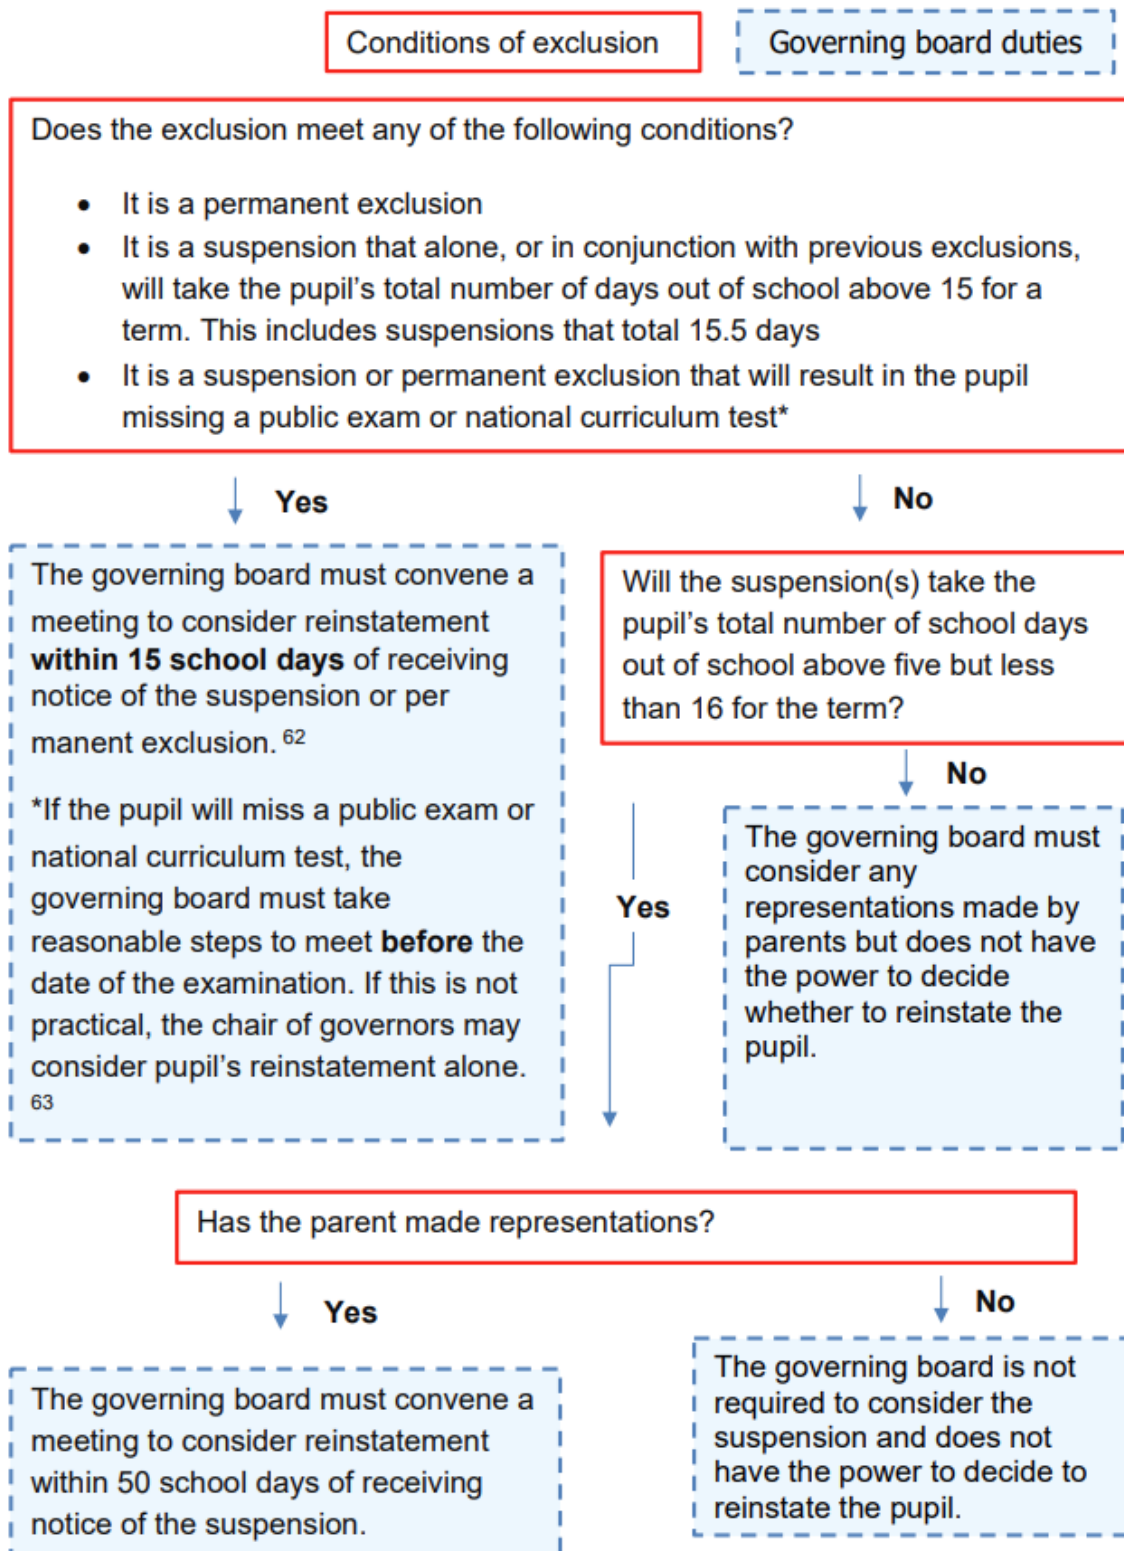 Conditions of exclusion
Governing board duties
Does the exclusion meet any of the following conditions?
• It is a permanent exclusion
• It is a suspension that alone, or in conjunction with previous exclusions,
will take the pupil's total number of days out of school above 15 for a
term. This includes suspensions that total 15.5 days
• It is a suspension or permanent exclusion that will result in the pupil
missing a public exam or national curriculum test*
Yes
No
The governing board must convene a
meeting to consider reinstatement
within 15 school days of receiving
notice of the suspension or per
manent exclusion. 62
*If the pupil will miss a public exam or
national curriculum test, the
governing board must take
reasonable steps to meet before the
date of the examination. If this is not
practical, the chair of governors may
consider pupil's reinstatement alone.
63
Will the suspension(s) take the
pupil's total number of school days
out of school above five but less
than 16 for the term?
No
Yes
The governing board must
consider any
representations made by
parents but does not have
the power to decide
whether to reinstate the
pupil.
Has the parent made representations?
Yes
No
The governing board must convene a
meeting to consider reinstatement
within 50 school days of receiving
notice of the suspension.
The governing board is not
required to consider the
suspension and does not
have the power to decide to
reinstate the pupil.